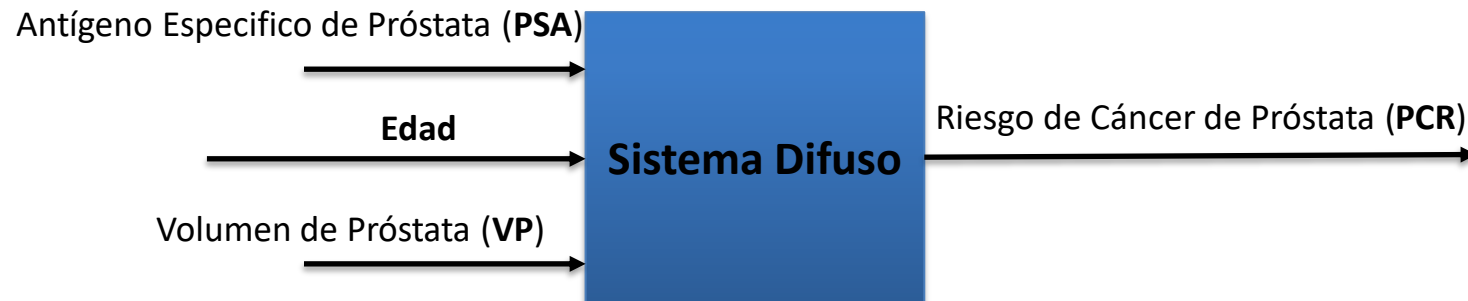 Antígeno Especifico de Próstata (PSA)
Edad
Volumen de Próstata (VP)
Sistema Difuso
Riesgo de Cáncer de Próstata (PCR)